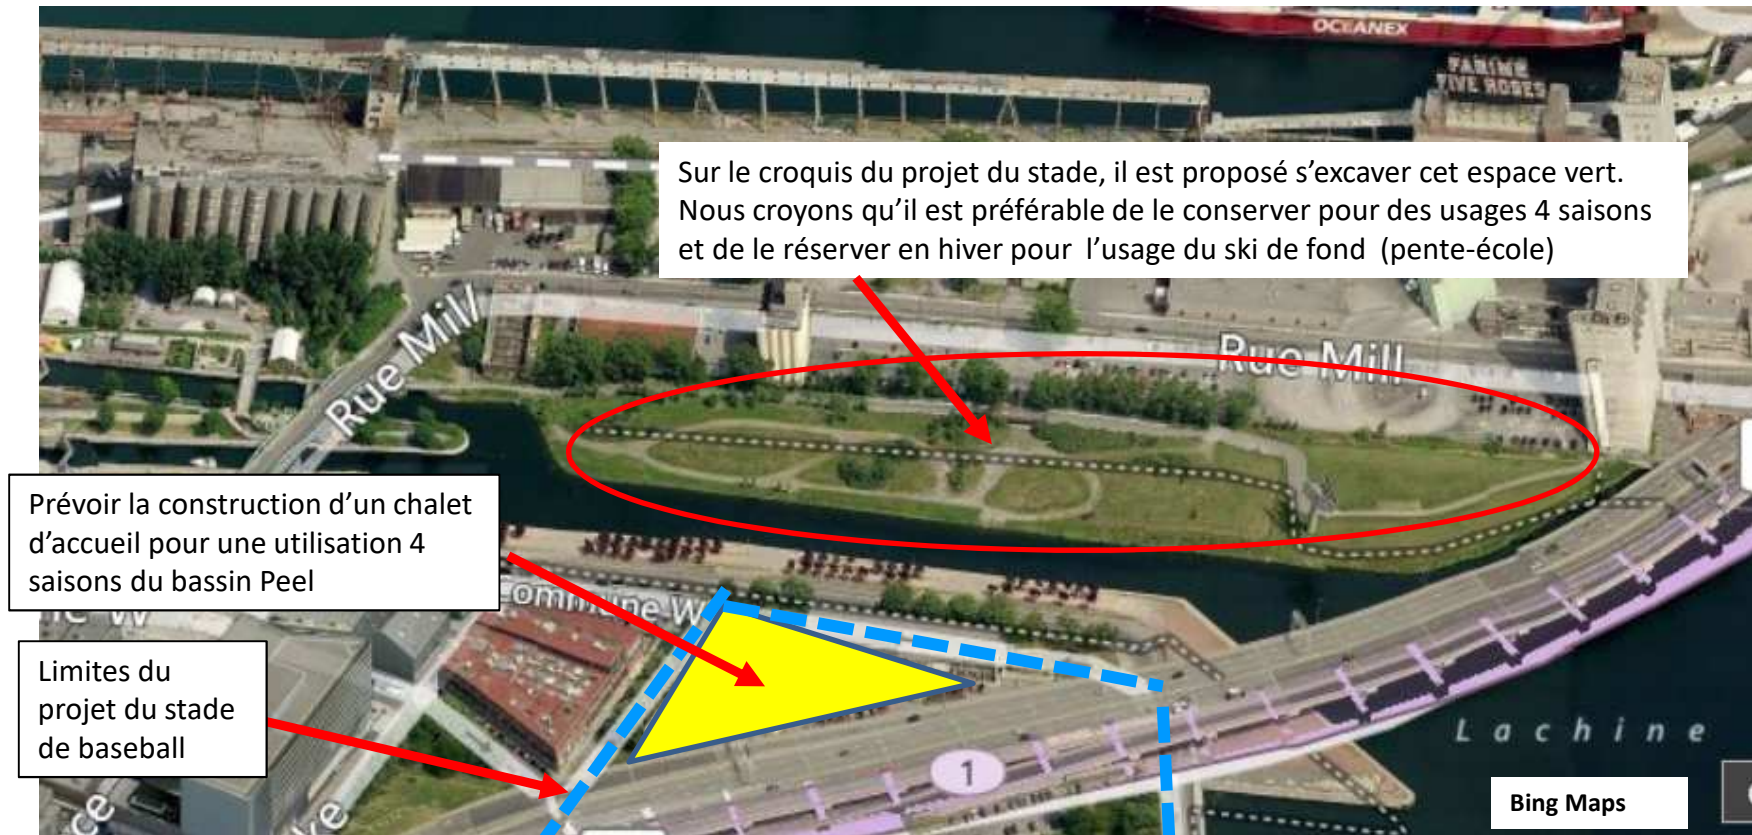 OCEANEX
FARINE
FIVE ROSES
Sur le croquis du projet du stade, il est proposé s’excaver cet espace vert.
Nous croyons qu’il est préférable de le conserver pour des usages 4 saisons
et de le réserver en hiver pour l’usage du ski de fond (pente-école)
Rue Mill
Rue Mill
Prévoir la construction d’un chalet
d’accueil pour une utilisation 4
saisons du bassin Peel
ommune W
Limites du
projet du stade
de baseball
1
Lachine
Bing Maps